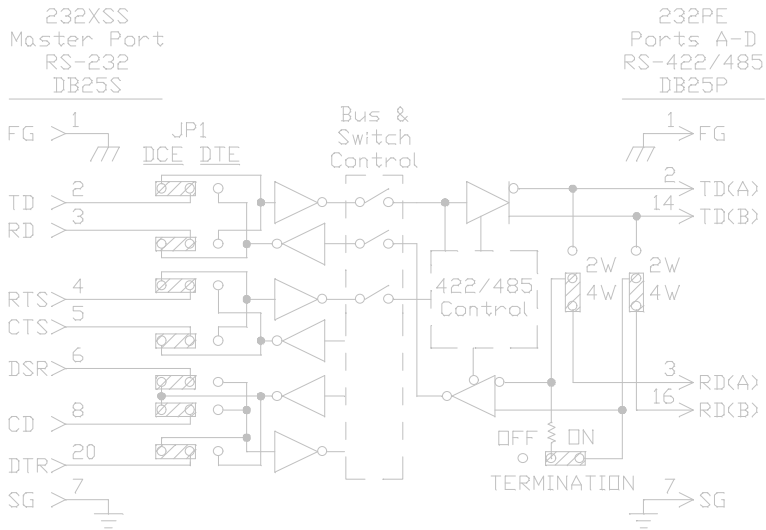 232XSS
Master Port
RS-232
DB25S
232PE
Ports A-D
RS-422/485
DB25P
Bus &
Switch
Control
JP1
DCE DTE
FG 1
TD 2
RD 3
RTS 4
CTS 5
DSR 6
CD 8
DTR 20
SG 7
422/485
Control
1 FG
2 TD(A)
14 TD(B)
2W 2W
4W 4W
3 RD(A)
16 RD(B)
OFF ON
TERMINATION
7 SG